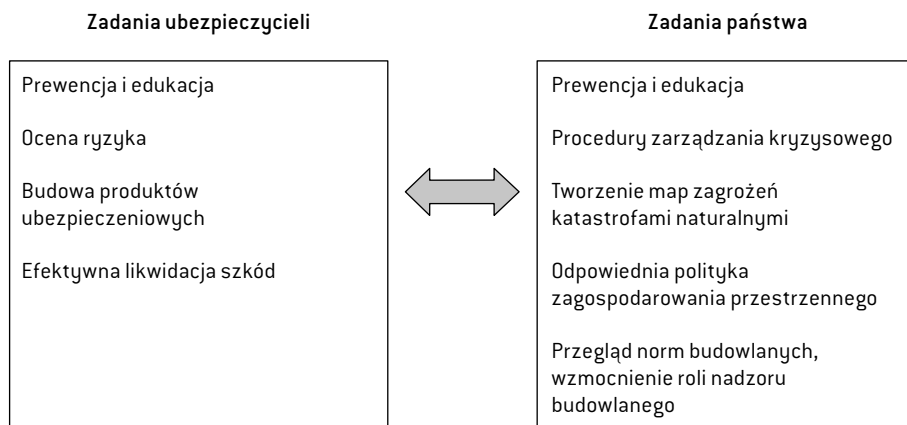 Zadania ubezpieczycieli
Prewencja i edukacja
Ocena ryzyka
Budowa produktów
ubezpieczeniowych
Efektywna likwidacja szkód
Zadania państwa
Prewencja i edukacja
Procedury zarządzania kryzysowego
Tworzenie map zagrożeń
katastrofami naturalnymi
Odpowiednia polityka
zagospodarowania przestrzennego
Przegląd norm budowlanych,
wzmocnienie roli nadzoru
budowlanego